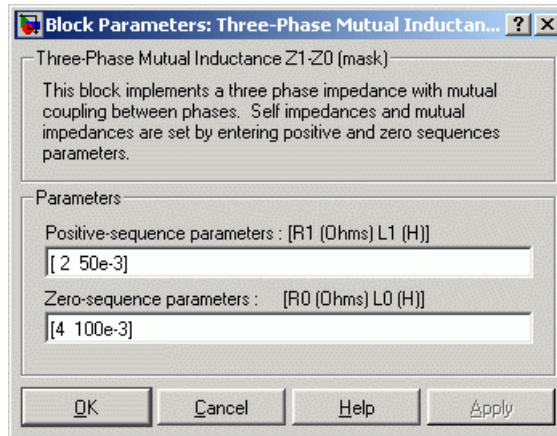 Block Parameters: Three-Phase Mutual Inductan...
Three-Phase Mutual Inductance Z1-Z0 (mask)
This block implements a three phase impedance with mutual
coupling between phases. Self impedances and mutual
impedances are set by entering positive and zero sequences
parameters.
Parameters
Positive-sequence parameters : [R1 (Ohms) L1 (H)]
[ 2 50e-3]
Zero-sequence parameters : [R0 (Ohms) L0 (H)]
[4 100e-3]
OK Cancel Help Apply